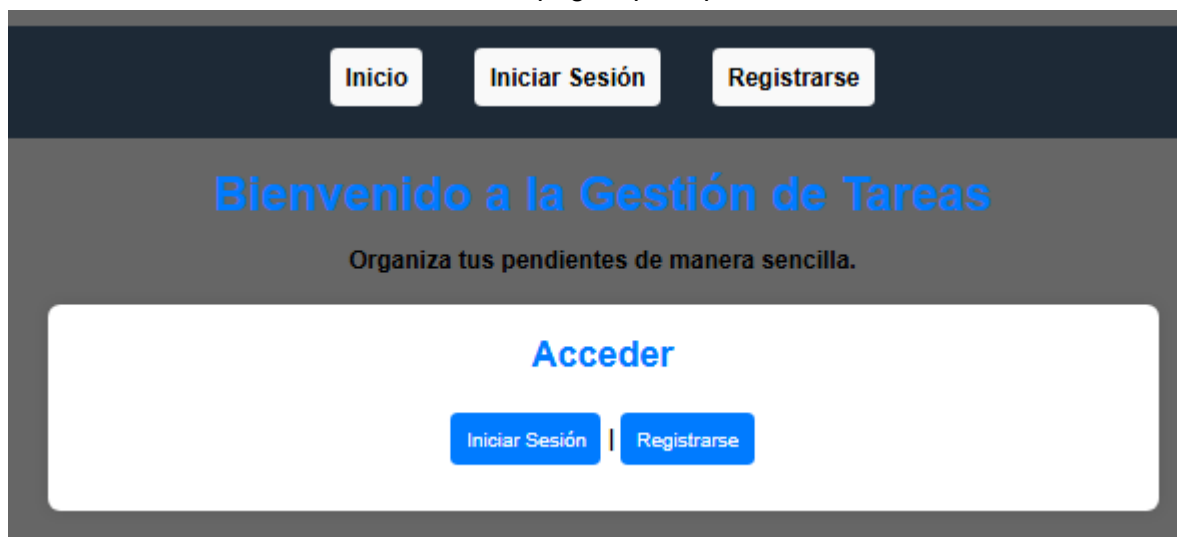 Inicio Iniciar Sesión Registrarse
Bienvenido a la Gestión de Tareas
Organiza tus pendientes de manera sencilla.
Acceder
Iniciar Sesión | Registrarse